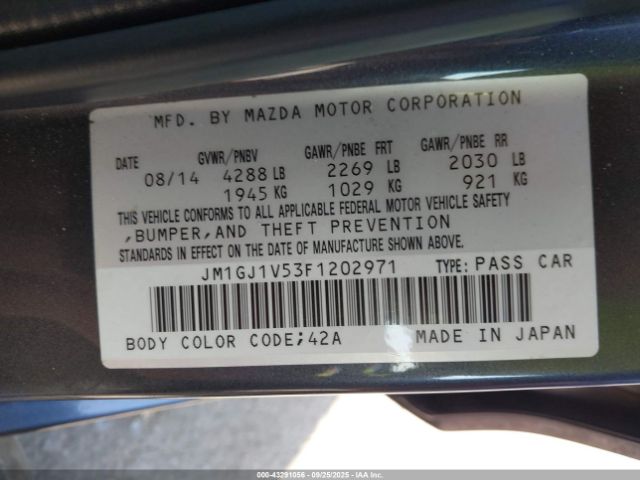 MFD. BY MAZDA MOTOR CORPORATION
DATE GVWR/PNBV GAWR/PNBE FRT GAWR/PNBE RR
08/14 4288 LB 2269 LB 2030 LB
1945 KG 1029 KG 921 KG
THIS VEHICLE CONFORMS TO ALL APPLICABLE FEDERAL MOTOR VEHICLE SAFETY
,BUMPER,AND THEFT PREVENTION
STANDARDS IN EFFECT ON THE DATE OF MANUFACTURE SHOWN ABOVE.
JM1GJ1V53F1202971 TYPE: PASS CAR
BODY COLOR CODE;42A MADE IN JAPAN
000-43291056 - 09/25/2025 - IAAI.COM